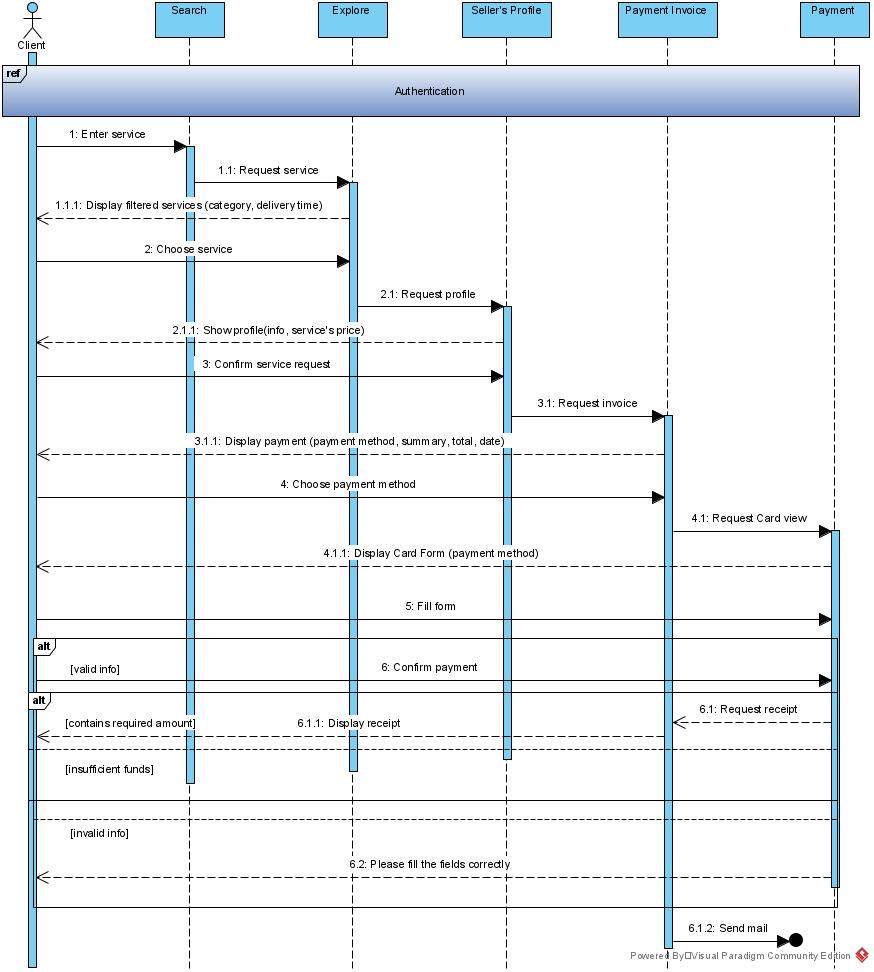 Search
Explore
Seller's Profile
Payment Invoice
Payment
Client
ref
Authentication
1: Enter service
1.1: Request service
1.1.1: Display filtered services (category, delivery time)
2: Choose service
2.1: Request profile
2.1.1: Show profile(info, service's price)
3: Confirm service request
3.1: Request invoice
3.1.1: Display payment (payment method, summary, total, date)
4: Choose payment method
4.1: Request Card view
4.1.1: Display Card Form (payment method)
5: Fill form
alt
[valid info]
6: Confirm payment
alt
6.1: Request receipt
[contains required amount]
6.1.1: Display receipt
[insufficient funds]
[invalid info]
6.2: Please fill the fields correctly
6.1.2: Send mail
Powered By Visual Paradigm Community Edition